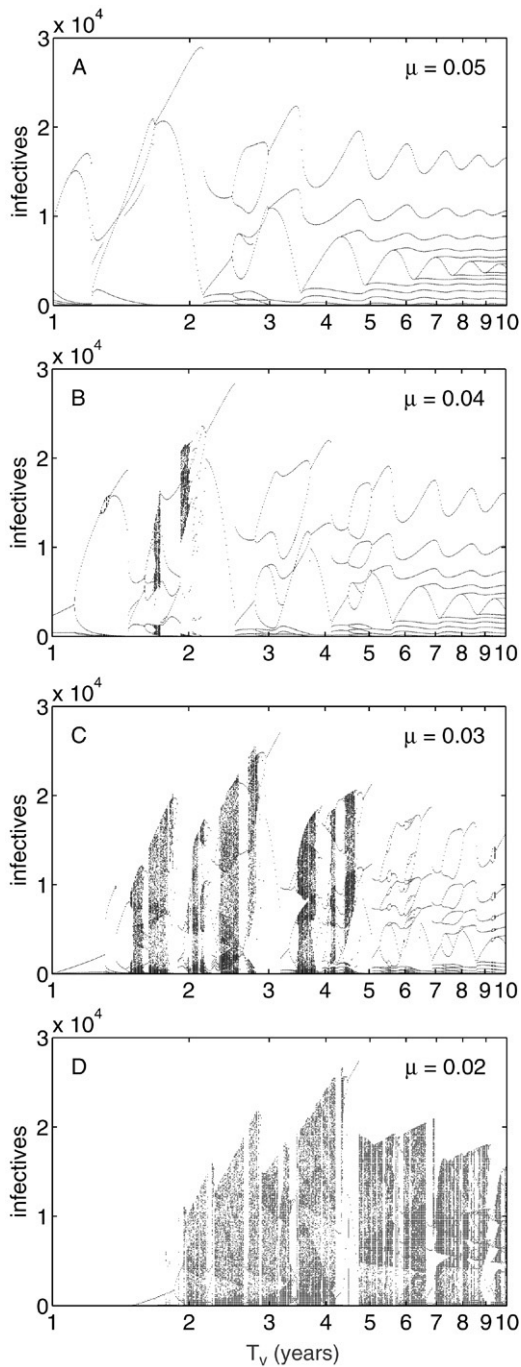 x 10^4
3
A
μ = 0.05
2
infectives
1
0
1 2 3 4 5 6 7 8 9 10
x 10^4
3
B
μ = 0.04
2
infectives
1
0
1 2 3 4 5 6 7 8 9 10
x 10^4
3
C
μ = 0.03
2
infectives
1
0
1 2 3 4 5 6 7 8 9 10
x 10^4
3
D
μ = 0.02
2
infectives
1
0
1 2 3 4 5 6 7 8 9 10
T_v (years)